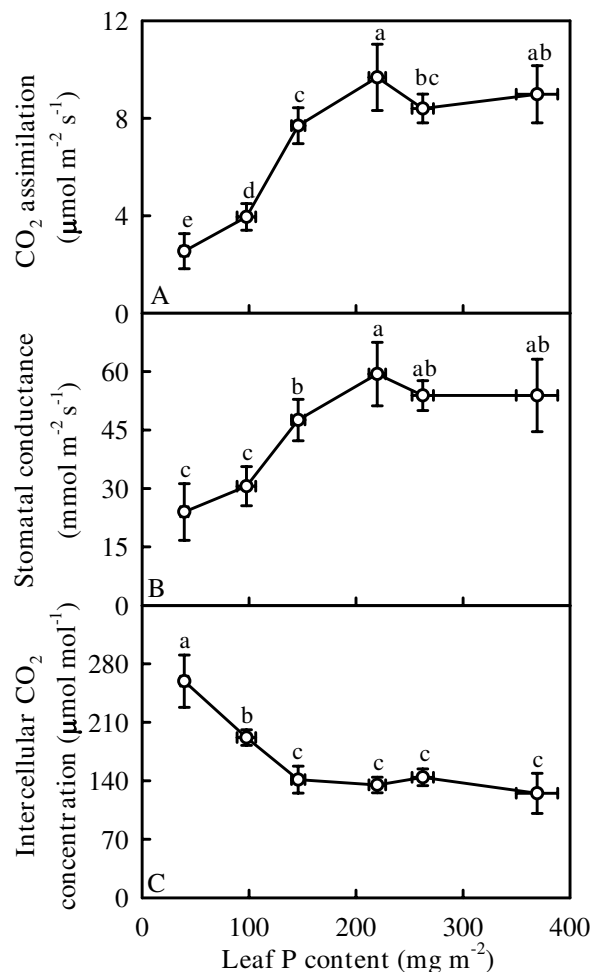 12
8
4
0
CO₂ assimilation
(μmol m⁻² s⁻¹)
e
d
c
a
bc
ab
A
60
45
30
15
0
Stomatal conductance
(mmol m⁻² s⁻¹)
c
c
b
a
ab
ab
B
280
210
140
70
0
Intercellular CO₂
concentration (μmol mol⁻¹)
a
b
c
c
c
c
C
0 100 200 300 400
Leaf P content (mg m⁻²)